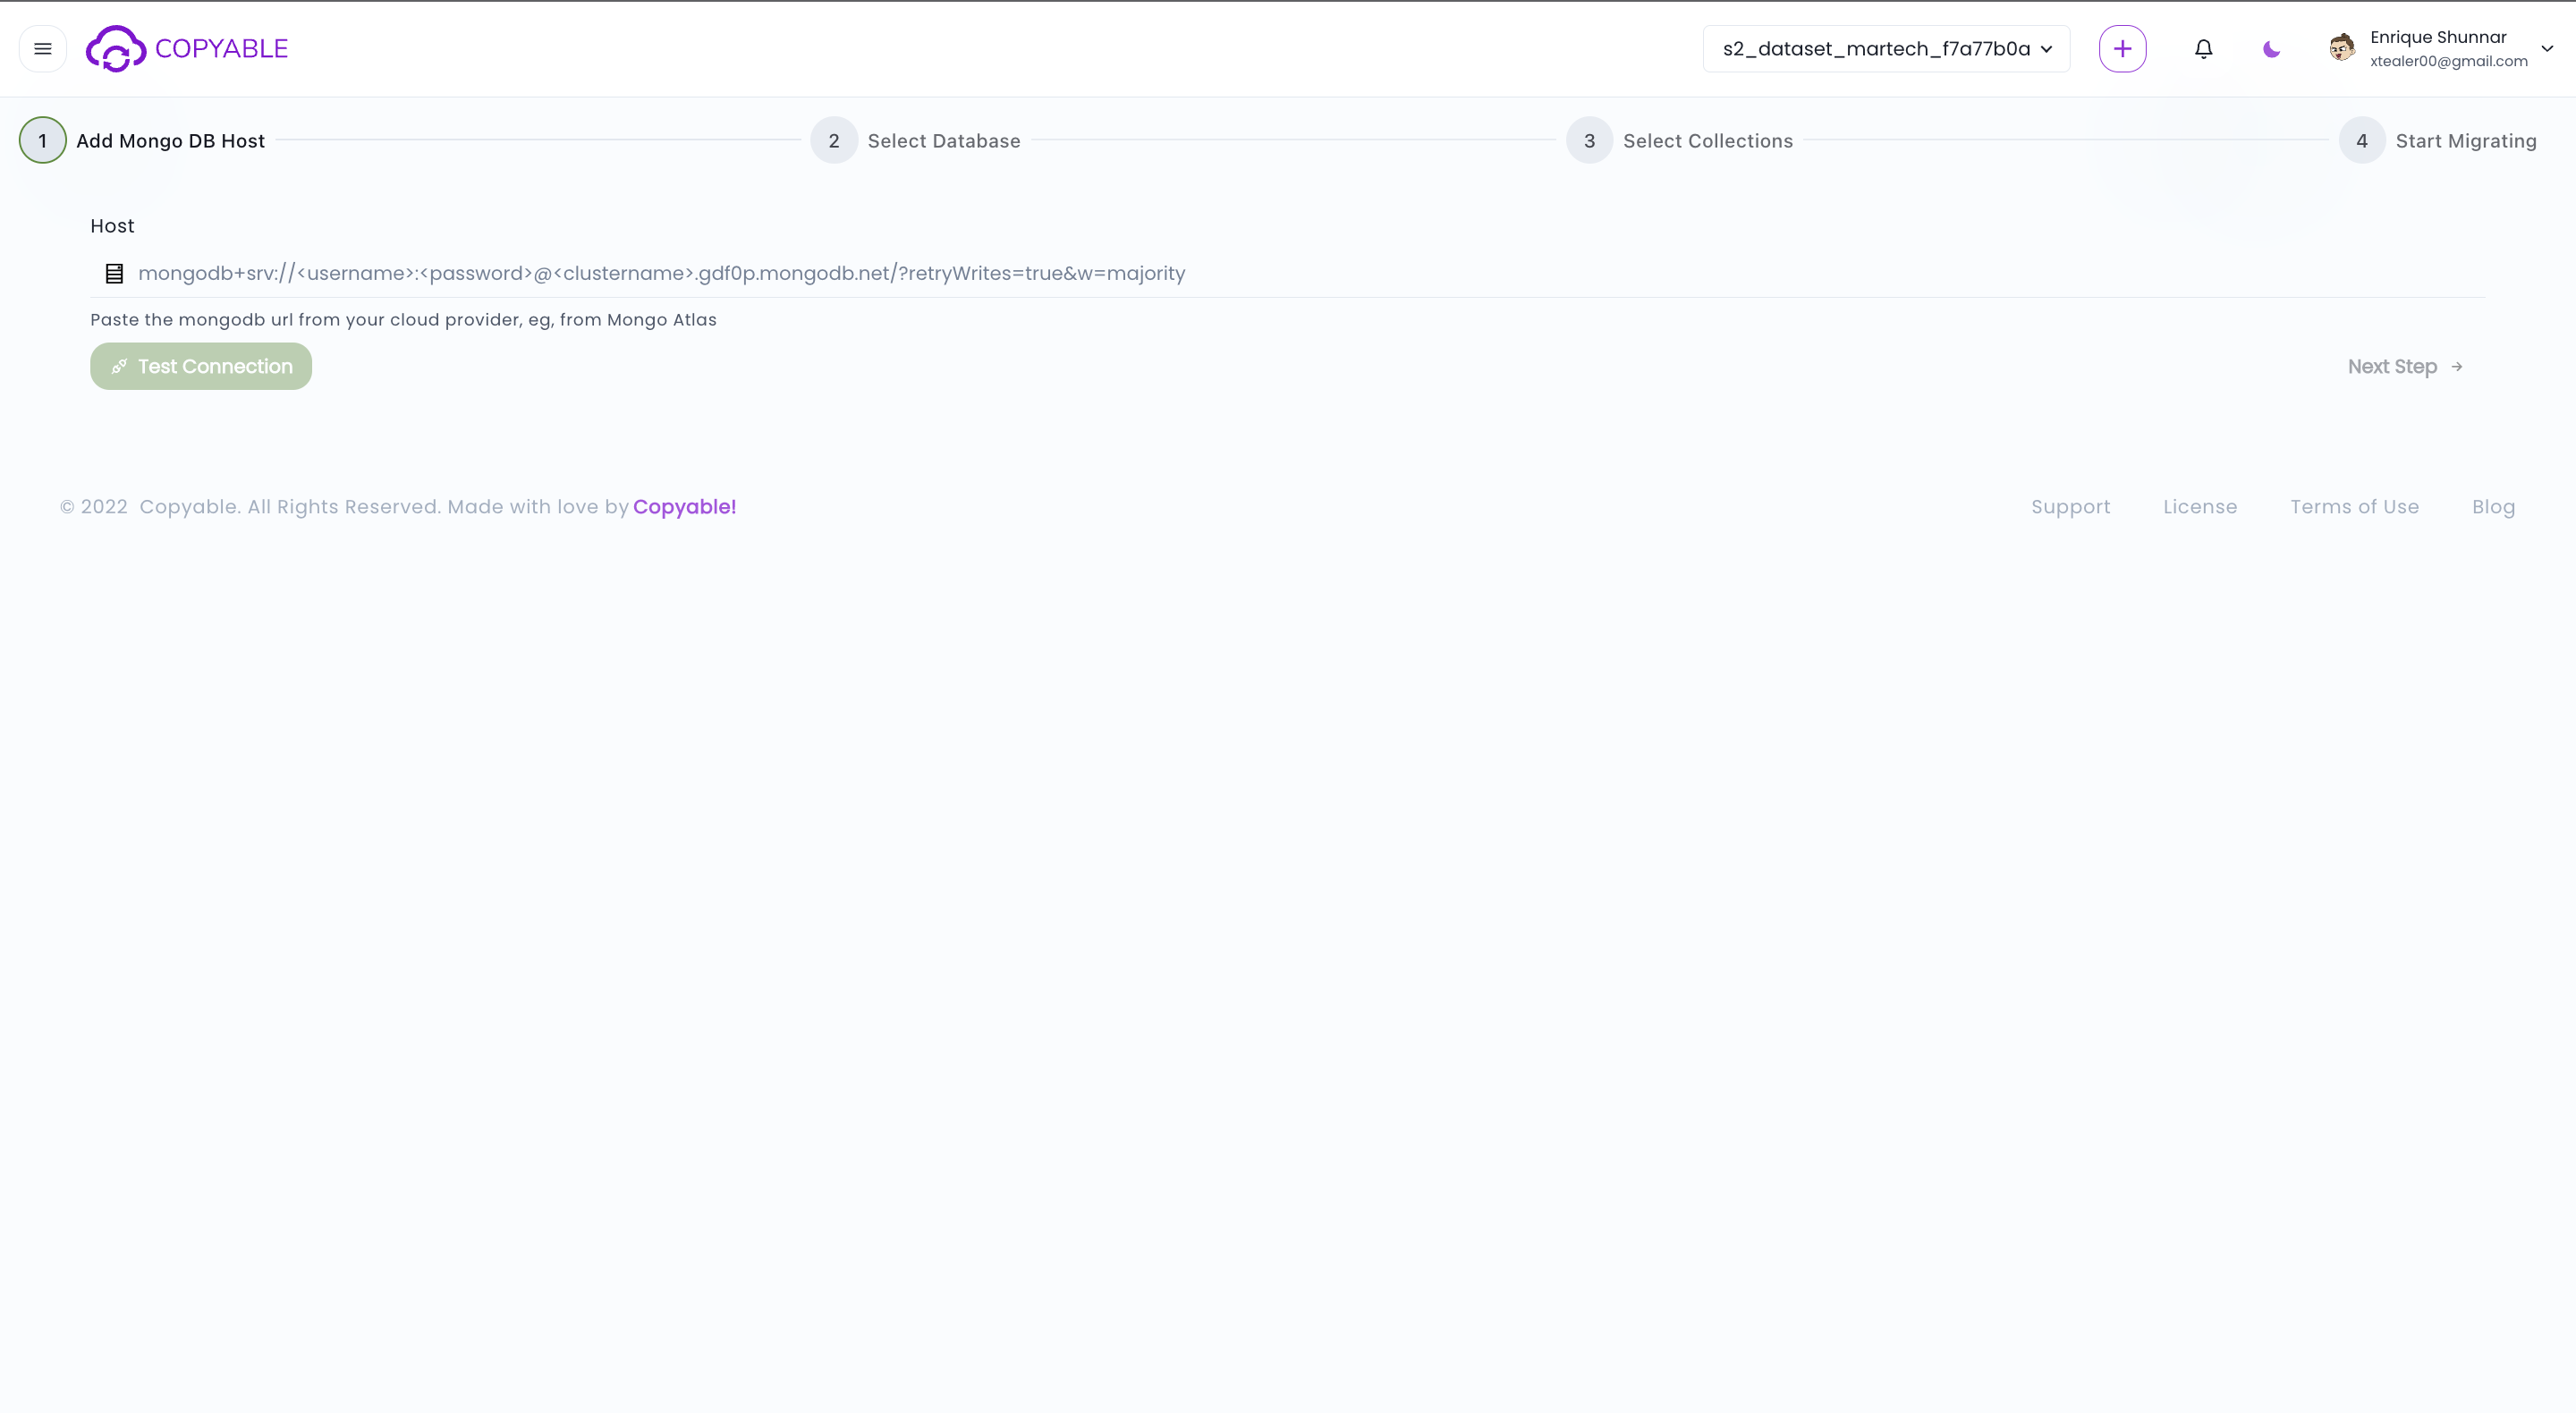 COPYABLE
s2_dataset_martech_f7a77b0a
Enrique Shunnar
xtealer00@gmail.com
1 Add Mongo DB Host
2 Select Database
3 Select Collections
4 Start Migrating
Host
mongodb+srv://<username>:<password>@<clustername>.gdf0p.mongodb.net/?retryWrites=true&w=majority
Paste the mongodb url from your cloud provider, eg, from Mongo Atlas
Test Connection
Next Step
© 2022 Copyable. All Rights Reserved. Made with love by Copyable!
Support
License
Terms of Use
Blog